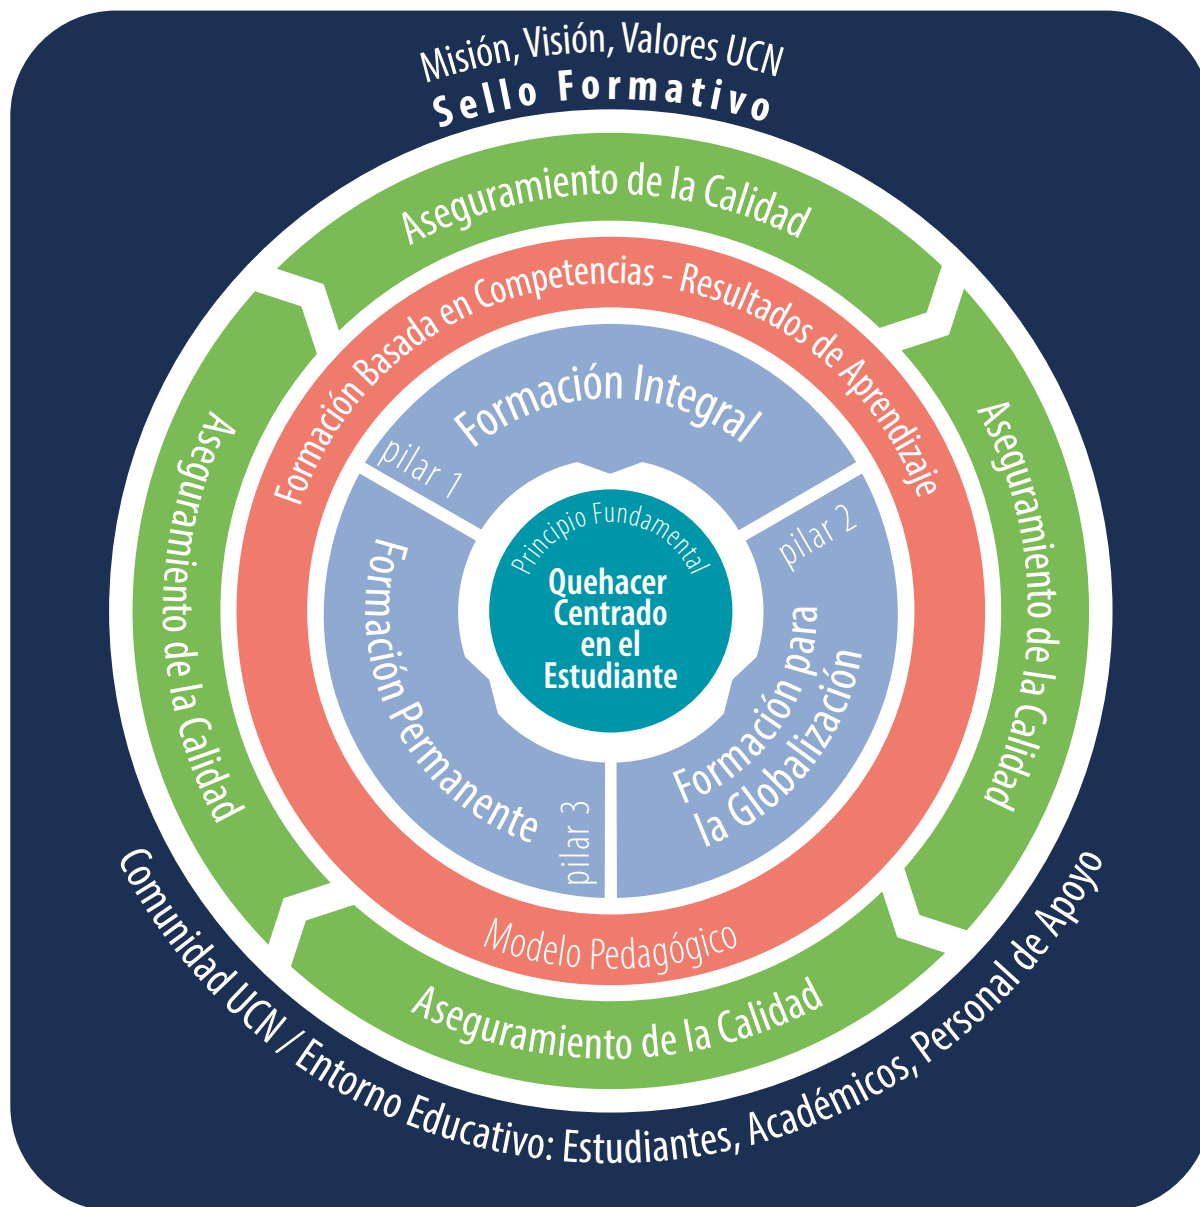 Misión, Visión, Valores UCN
Sello Formativo
Aseguramiento de la Calidad
Formación Basada en Competencias - Resultados de Aprendizaje
Formación Integral
pilar 1
pilar 2
Principio Fundamental
Quehacer
Centrado
en el
Estudiante
Aseguramiento de la Calidad
Aseguramiento de la Calidad
Formación Permanente
Formación para
la Globalización
pilar 3
Modelo Pedagógico
Aseguramiento de la Calidad
Comunidad UCN / Entorno Educativo: Estudiantes, Académicos, Personal de Apoyo